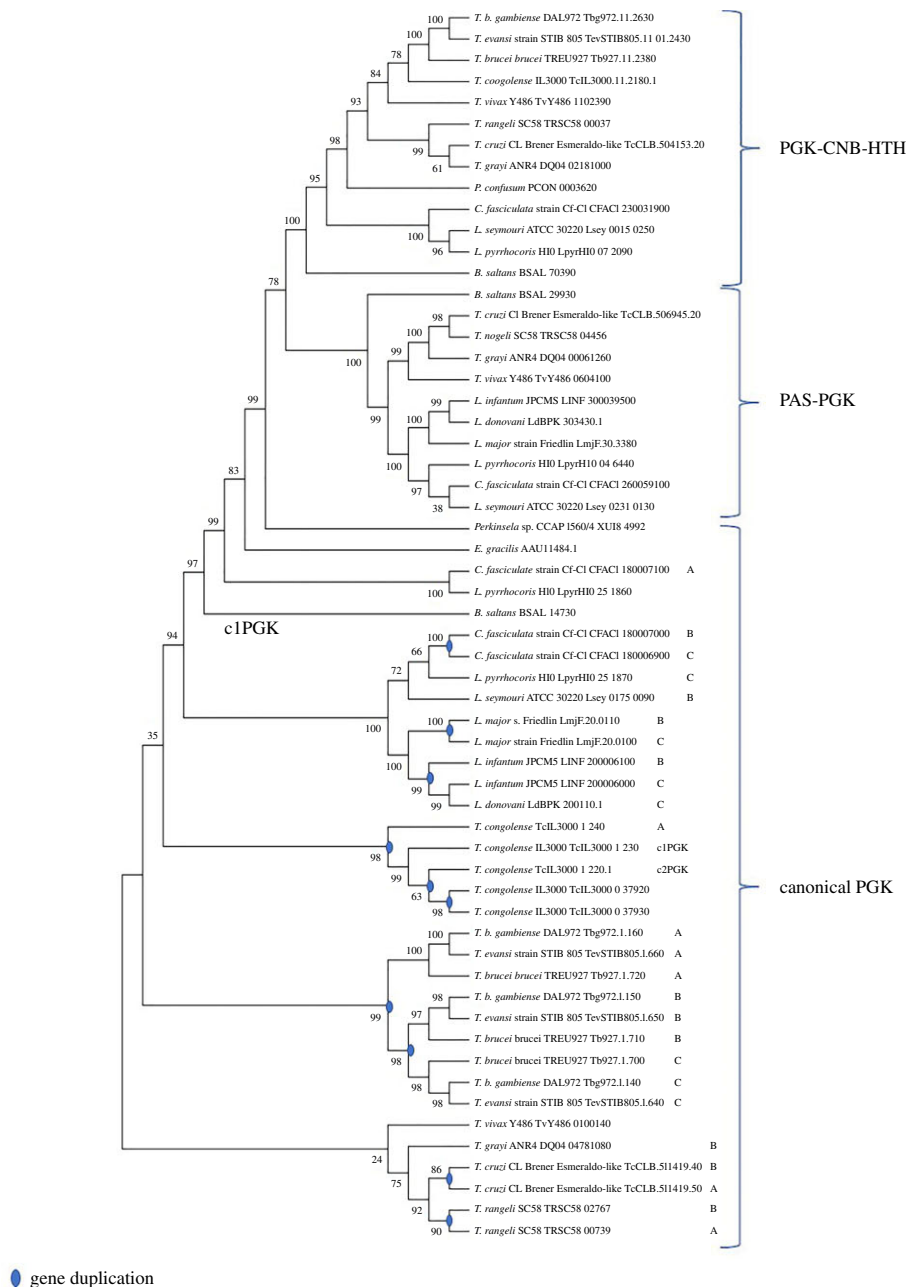 100 T. b. gambiense DAL972 Tbg972.11.2630
100 T. evansi strain STIB 805 TevSTIB805.11 01.2430
78 T. brucei brucei TREU927 Tb927.11.2380
84 T. coogolense IL3000 TcIL3000.11.2180.1
T. vivax Y486 TvY486 1102390
93 T. rangeli SC58 TRSC58 00037
98 T. cruzi CL Brener Esmeraldo-like TcCLB.504153.20
99
61 T. grayi ANR4 DQ04 02181000
PGK-CNB-HTH
95 P. confusum PCON 0003620
C. fasciculata strain Cf-Cl CFACl 230031900
100 L. seymouri ATCC 30220 Lsey 0015 0250
100
96 L. pyrrhocoris HI0 LpyrHI0 07 2090
78 B. saltans BSAL 70390
B. saltans BSAL 29930
98 T. cruzi Cl Brener Esmeraldo-like TcCLB.506945.20
100 T. nogeli SC58 TRSC58 04456
100
99 T. grayi ANR4 DQ04 00061260
T. vivax Y486 TvY486 0604100
99 99 L. infantum JPCMS LINF 300039500
PAS-PGK
99
100 L. donovani LdBPK 303430.1
L. major strain Friedlin LmjF.30.3380
100 L. pyrrhocoris HI0 LpyrH10 04 6440
83
97 C. fasciculata strain Cf-Cl CFACl 260059100
38 L. seymouri ATCC 30220 Lsey 0231 0130
99 Perkinsela sp. CCAP l560/4 XUI8 4992
E. gracilis AAU11484.1
97 C. fasciculate strain Cf-Cl CFACl 180007100 A
100 L. pyrrhocoris Hl0 LpyrHI0 25 1860
B. saltans BSAL 14730
c1PGK
94 100 C. fasciculata strain Cf-Cl CFACl 180007000 B
66 C. fasciculata strain Cf-Cl CFACl 180006900 C
72 L. pyrrhocoris HI0 LpyrHI0 25 1870 C
L. seymouri ATCC 30220 Lsey 0175 0090 B
100
100 L. major s. Friedlin LmjF.20.0110 B
35 L. major strain Friedlin LmjF.20.0100 C
100
L. infantum JPCM5 LINF 200006100 B
99 L. infantum JPCM5 LINF 200006000 C
99 L. donovani LdBPK 200110.1 C
T. congolense TcIL3000 1 240 A
98 T. congolense IL3000 TcIL3000 1 230 c1PGK
99 T. congolense TcIL3000 1 220.1 c2PGK
canonical PGK
63 T. congolense IL3000 TcIL3000 0 37920
98 T. congolense IL3000 TcIL3000 0 37930
100 T. b. gambiense DAL972 Tbg972.1.160 A
100 T. evansi strain STIB 805 TevSTIB805.l.660 A
T. brucei brucei TREU927 Tb927.1.720 A
98 T. b. gambiense DAL972 Tbg972.l.150 B
99
97 T. evansi strain STIB 805 TevSTIB805.l.650 B
T. brucei brucei TREU927 Tb927.1.710 B
98 T. brucei brucei TREU927 Tb927.1.700 C
98 T. b. gambiense DAL972 Tbg972.l.140 C
98 T. evansi strain STIB 805 TevSTIB805.l.640 C
T. vivax Y486 TvY486 0100140
24 T. grayi ANR4 DQ04 04781080 B
86 T. cruzi CL Brener Esmeraldo-like TcCLB.5l1419.40 B
75
T. cruzi CL Brener Esmeraldo-like TcCLB.5l1419.50 A
92 T. rangeli SC58 TRSC58 02767 B
90 T. rangeli SC58 TRSC58 00739 A
gene duplication